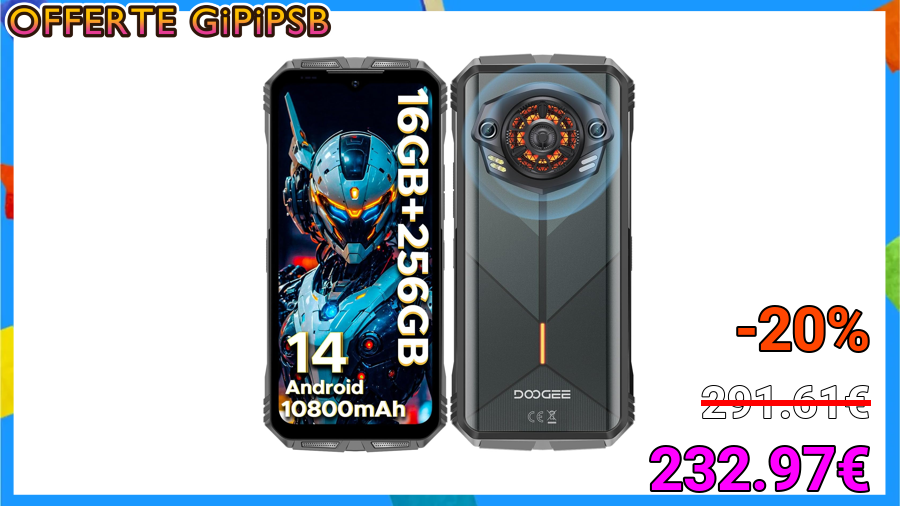 OFFERTE GiPiPSB
16GB+256GB
14
Android
10800mAh
DOOGEE
CE
-20%
291.61€
232.97€